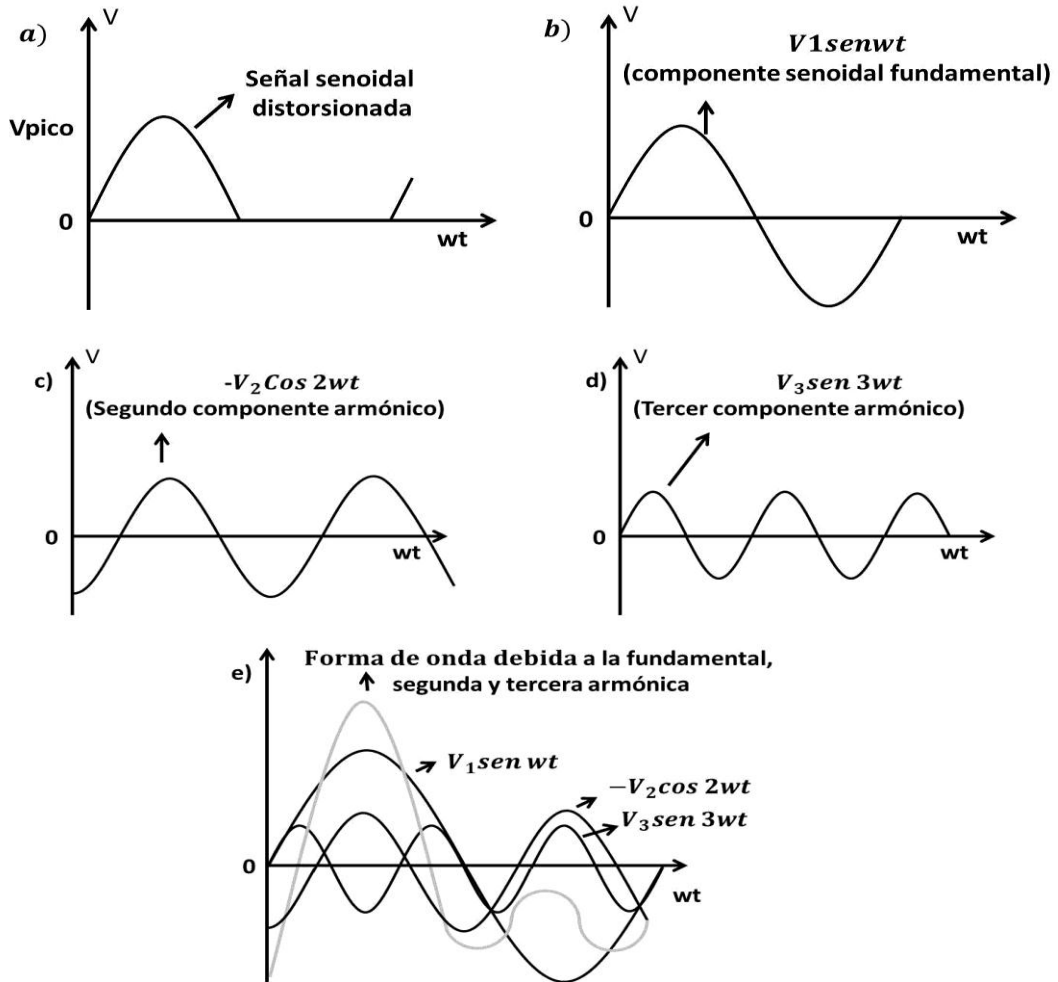 a)
V
Señal senoidal
distorsionada
Vpico
0
wt
b)
V
V1senwt
(componente senoidal fundamental)
0
wt
c)
V
-V₂Cos 2wt
(Segundo componente armónico)
0
wt
d)
V
V₃sen 3wt
(Tercer componente armónico)
0
wt
e)
Forma de onda debida a la fundamental,
segunda y tercera armónica
V₁sen wt
−V₂cos 2wt
V₃sen 3wt
0
wt